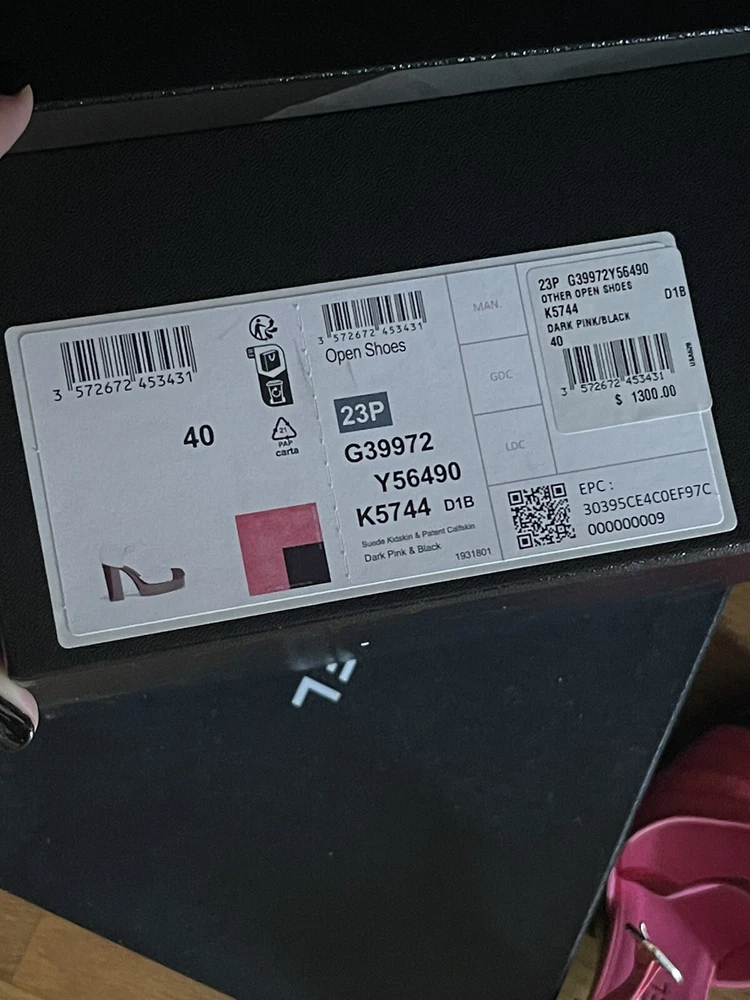 3 572672 453431
40
21
PAP
carta
3 572672 453431
Open Shoes
23P
G39972
Y56490
K5744 D1B
Suede Kidskin & Patent Calfskin
Dark Pink & Black
1931801
MAN.
GDC
LDC
23P G39972Y56490
OTHER OPEN SHOES
D1B
K5744
DARK PINK/BLACK
40
3 572672 453431
$ 1300.00
EPC :
30395CE4C0EF97C
000000009